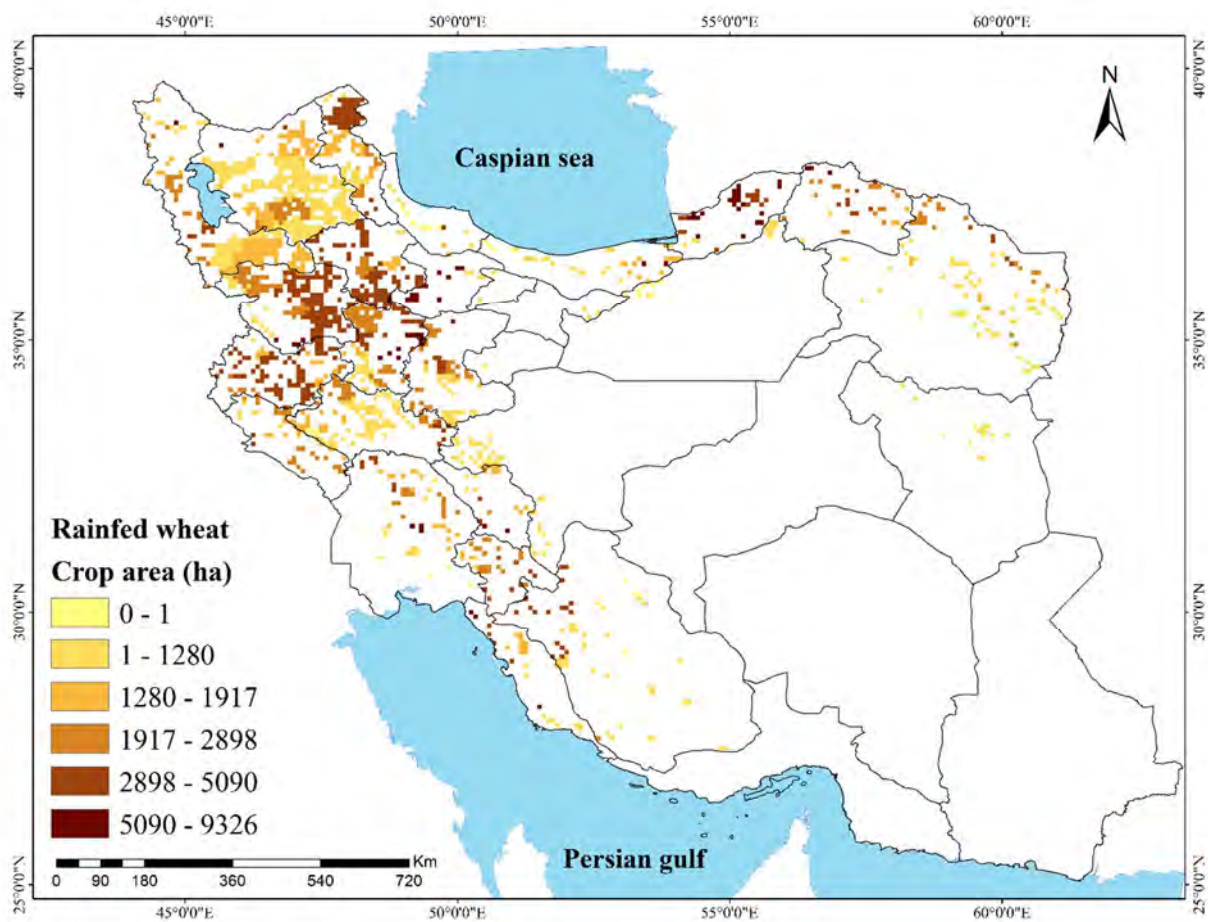 45°0'0"E 50°0'0"E 55°0'0"E 60°0'0"E
40°0'0"N 40°0'0"N
N
Caspian sea
35°0'0"N 35°0'0"N
Rainfed wheat
Crop area (ha)
0 - 1
1 - 1280
1280 - 1917
1917 - 2898
2898 - 5090
5090 - 9326
30°0'0"N 30°0'0"N
Km
0 90 180 360 540 720
Persian gulf
25°0'0"N 25°0'0"N
45°0'0"E 50°0'0"E 55°0'0"E 60°0'0"E